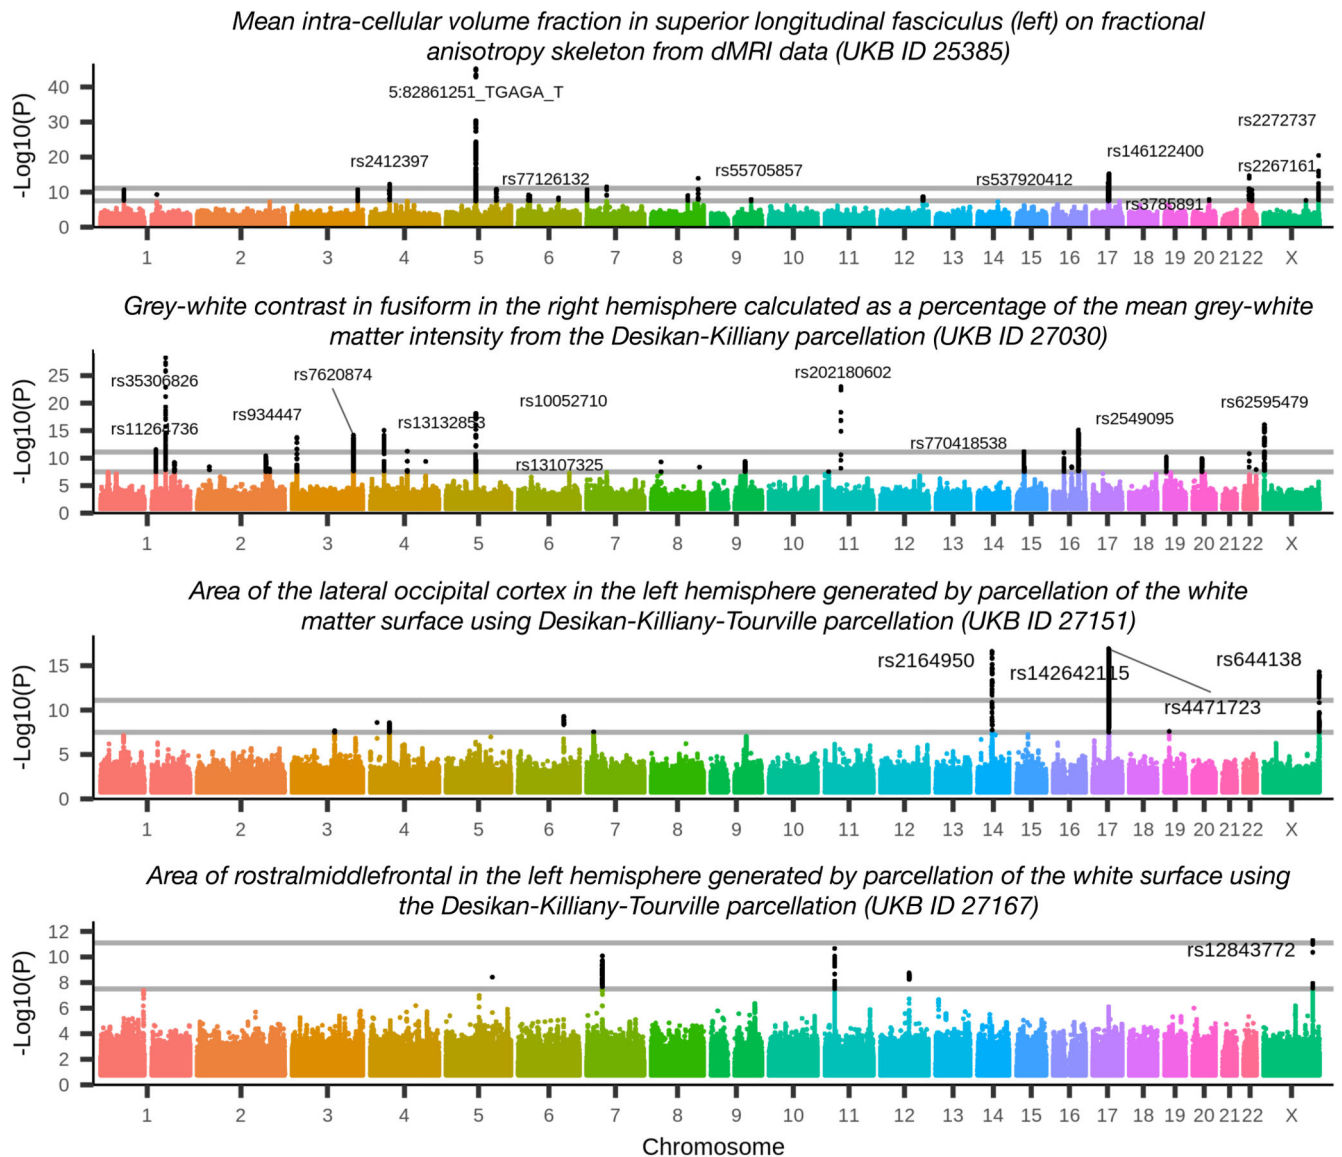 Mean intra-cellular volume fraction in superior longitudinal fasciculus (left) on fractional
anisotropy skeleton from dMRI data (UKB ID 25385)
-Log10(P)
40
30
20
10
0
5:82861251_TGAGA_T
rs2412397
rs77126132
rs55705857
rs537920412
rs146122400
rs3785891
rs2272737
rs2267161
1 2 3 4 5 6 7 8 9 10 11 12 13 14 15 16 17 18 19 20 21 22 X
Grey-white contrast in fusiform in the right hemisphere calculated as a percentage of the mean grey-white
matter intensity from the Desikan-Killiany parcellation (UKB ID 27030)
-Log10(P)
25
20
15
10
5
0
rs35306826
rs11264736
rs934447
rs7620874
rs13132853
rs10052710
rs13107325
rs202180602
rs770418538
rs2549095
rs62595479
1 2 3 4 5 6 7 8 9 10 11 12 13 14 15 16 17 18 19 20 21 22 X
Area of the lateral occipital cortex in the left hemisphere generated by parcellation of the white
matter surface using Desikan-Killiany-Tourville parcellation (UKB ID 27151)
-Log10(P)
15
10
5
0
rs2164950
rs142642115
rs4471723
rs644138
1 2 3 4 5 6 7 8 9 10 11 12 13 14 15 16 17 18 19 20 21 22 X
Area of rostralmiddlefrontal in the left hemisphere generated by parcellation of the white surface using
the Desikan-Killiany-Tourville parcellation (UKB ID 27167)
-Log10(P)
12
10
8
6
4
2
0
rs12843772
1 2 3 4 5 6 7 8 9 10 11 12 13 14 15 16 17 18 19 20 21 22 X
Chromosome